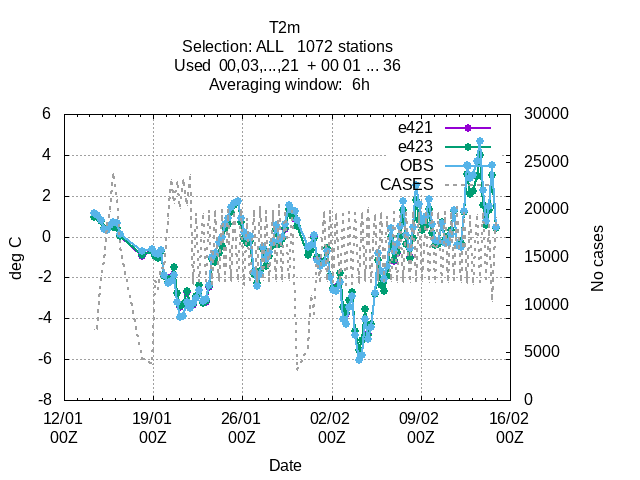 T2m
Selection: ALL 1072 stations
Used 00,03,...,21 + 00 01 ... 36
Averaging window: 6h
deg C
No cases
6
4
2
0
-2
-4
-6
-8
30000
25000
20000
15000
10000
5000
0
e421
e423
OBS
CASES
12/01 19/01 26/01 02/02 09/02 16/02
00Z 00Z 00Z 00Z 00Z 00Z
Date